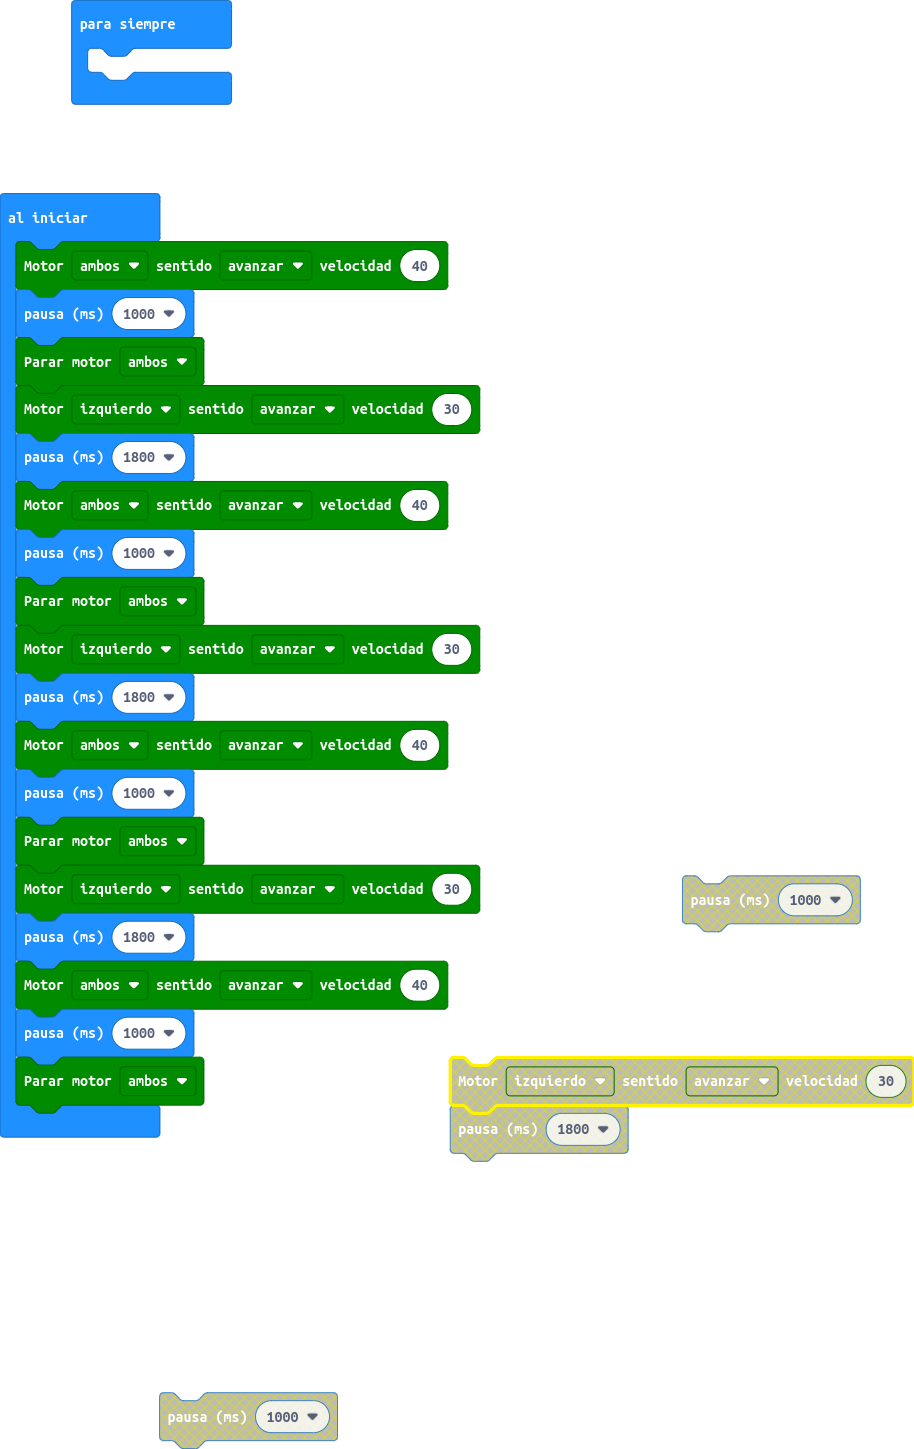 para siempre
al iniciar
Motor ambos sentido avanzar velocidad 40
pausa (ms) 1000
Parar motor ambos
Motor izquierdo sentido avanzar velocidad 30
pausa (ms) 1800
Motor ambos sentido avanzar velocidad 40
pausa (ms) 1000
Parar motor ambos
Motor izquierdo sentido avanzar velocidad 30
pausa (ms) 1800
Motor ambos sentido avanzar velocidad 40
pausa (ms) 1000
Parar motor ambos
Motor izquierdo sentido avanzar velocidad 30
pausa (ms) 1800
Motor ambos sentido avanzar velocidad 40
pausa (ms) 1000
Parar motor ambos
pausa (ms) 1000
Motor izquierdo sentido avanzar velocidad 30
pausa (ms) 1800
pausa (ms) 1000